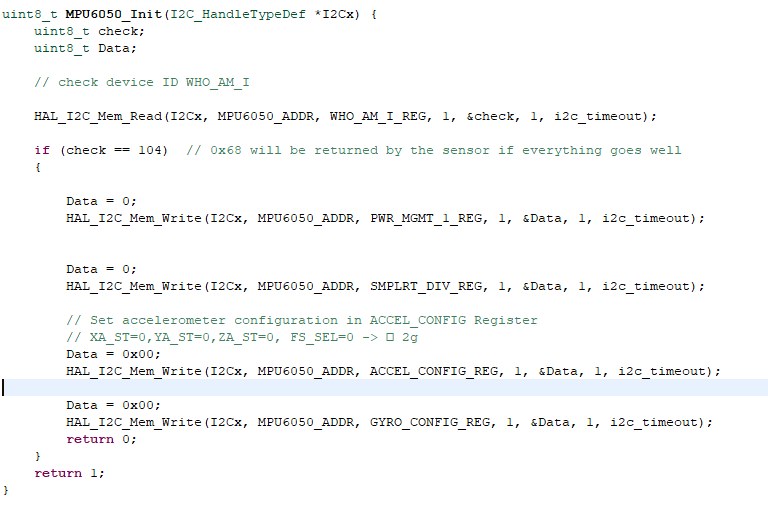 uint8_t MPU6050_Init(I2C_HandleTypeDef *I2Cx) {
uint8_t check;
uint8_t Data;
// check device ID WHO_AM_I
HAL_I2C_Mem_Read(I2Cx, MPU6050_ADDR, WHO_AM_I_REG, 1, &check, 1, i2c_timeout);
if (check == 104) // 0x68 will be returned by the sensor if everything goes well
{
Data = 0;
HAL_I2C_Mem_Write(I2Cx, MPU6050_ADDR, PWR_MGMT_1_REG, 1, &Data, 1, i2c_timeout);
Data = 0;
HAL_I2C_Mem_Write(I2Cx, MPU6050_ADDR, SMPLRT_DIV_REG, 1, &Data, 1, i2c_timeout);
// Set accelerometer configuration in ACCEL_CONFIG Register
// XA_ST=0,YA_ST=0,ZA_ST=0, FS_SEL=0 -> □ 2g
Data = 0x00;
HAL_I2C_Mem_Write(I2Cx, MPU6050_ADDR, ACCEL_CONFIG_REG, 1, &Data, 1, i2c_timeout);
Data = 0x00;
HAL_I2C_Mem_Write(I2Cx, MPU6050_ADDR, GYRO_CONFIG_REG, 1, &Data, 1, i2c_timeout);
return 0;
}
return 1;
}